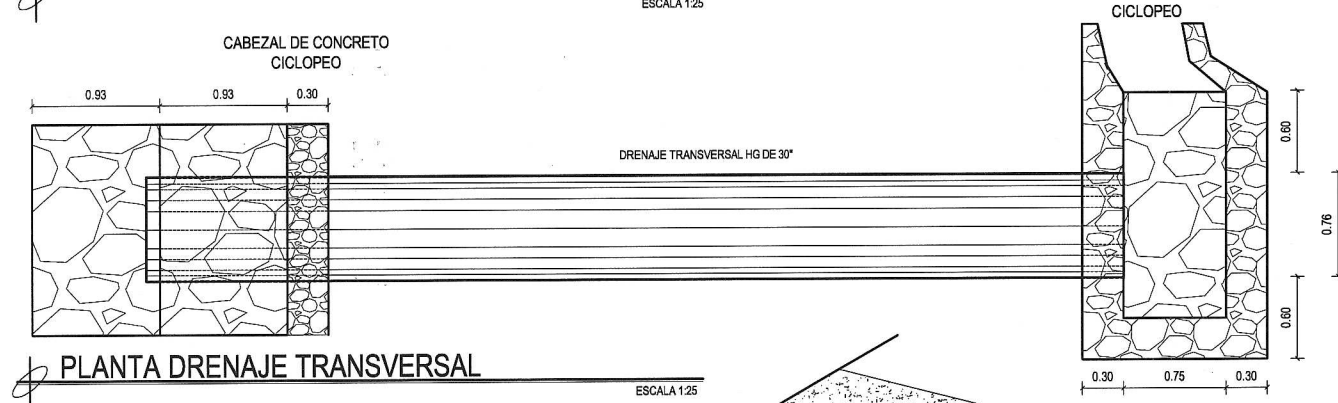 ESCALA 1:25
CICLOPEO
CABEZAL DE CONCRETO
CICLOPEO
0.93 0.93 0.30
DRENAJE TRANSVERSAL HG DE 30"
0.60
0.76
0.60
PLANTA DRENAJE TRANSVERSAL
ESCALA 1:25
0.30 0.75 0.30